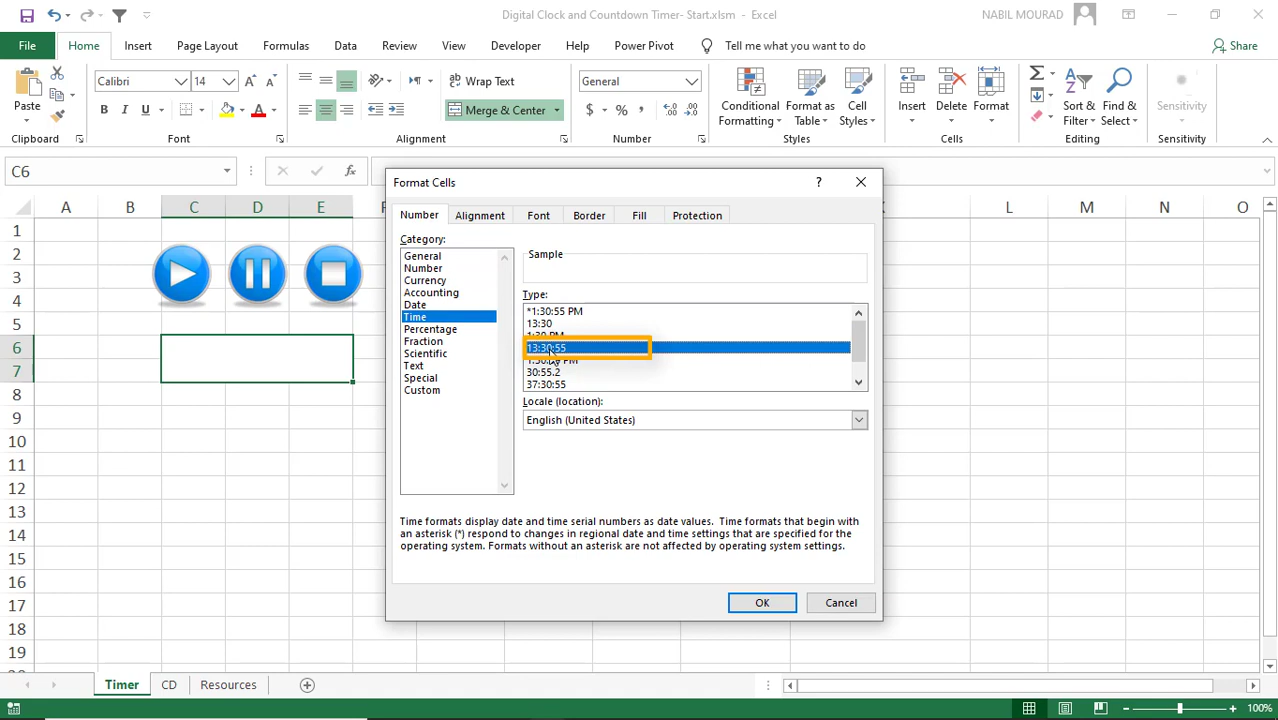 Digital Clock and Countdown Timer- Start.xlsm - Excel
NABIL MOURAD
File Home Insert Page Layout Formulas Data Review View Developer Help Power Pivot Tell me what you want to do Share
Paste
Clipboard
Calibri 14
B I U
Font
Wrap Text
Merge & Center
Alignment
General
$ % ,
Number
Conditional Formatting
Format as Table
Cell Styles
Styles
Insert
Delete
Format
Cells
Sort & Filter
Find & Select
Editing
Sensitivity
Sensitivity
C6
fx
A B C D E F L M N O
1
2
3
4
5
6
7
8
9
10
11
12
13
14
15
16
17
18
19
Format Cells
?
Number Alignment Font Border Fill Protection
Category:
General
Number
Currency
Accounting
Date
Time
Percentage
Fraction
Scientific
Text
Special
Custom
Sample
Type:
*1:30:55 PM
13:30
1:30 PM
13:30:55
1:30:55 PM
30:55.2
37:30:55
Locale (location):
English (United States)
Time formats display date and time serial numbers as date values. Time formats that begin with
an asterisk (*) respond to changes in regional date and time settings that are specified for the
operating system. Formats without an asterisk are not affected by operating system settings.
OK
Cancel
Timer CD Resources
100%